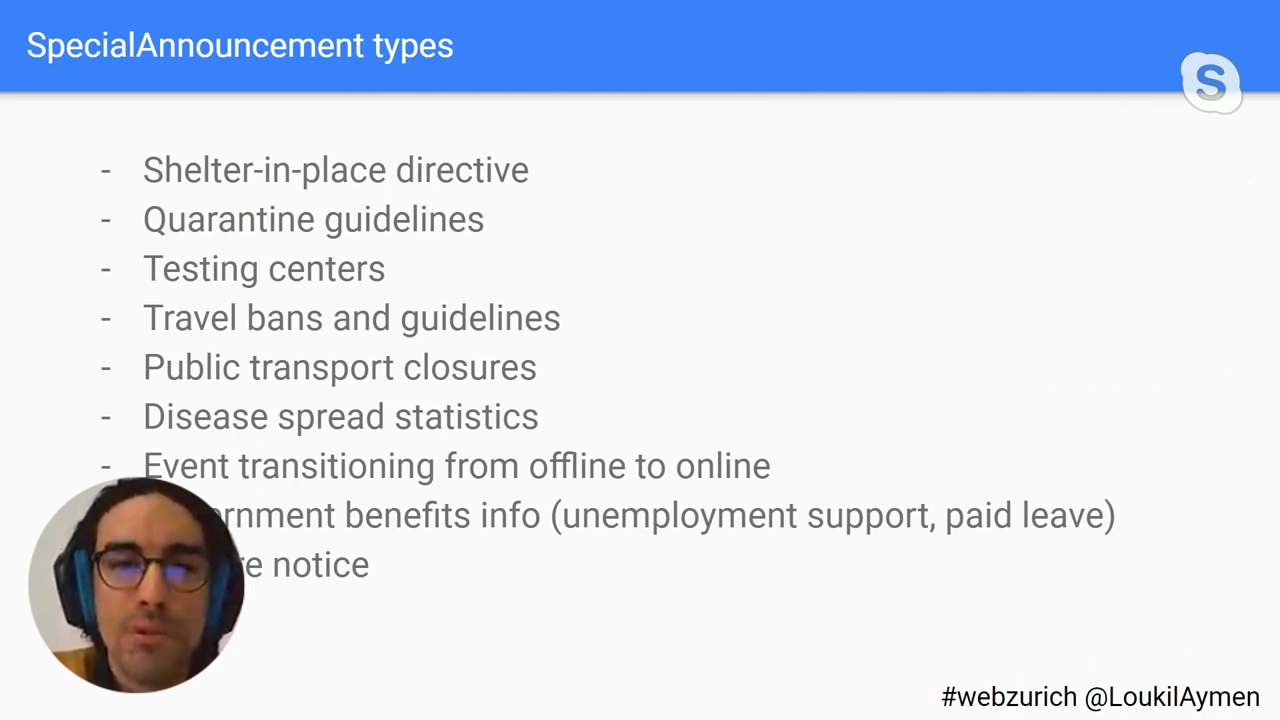 SpecialAnnouncement types
S
- Shelter-in-place directive
- Quarantine guidelines
- Testing centers
- Travel bans and guidelines
- Public transport closures
- Disease spread statistics
- Event transitioning from offline to online
benefits info (unemployment support, paid leave)
notice
#webzurich @LoukilAymen